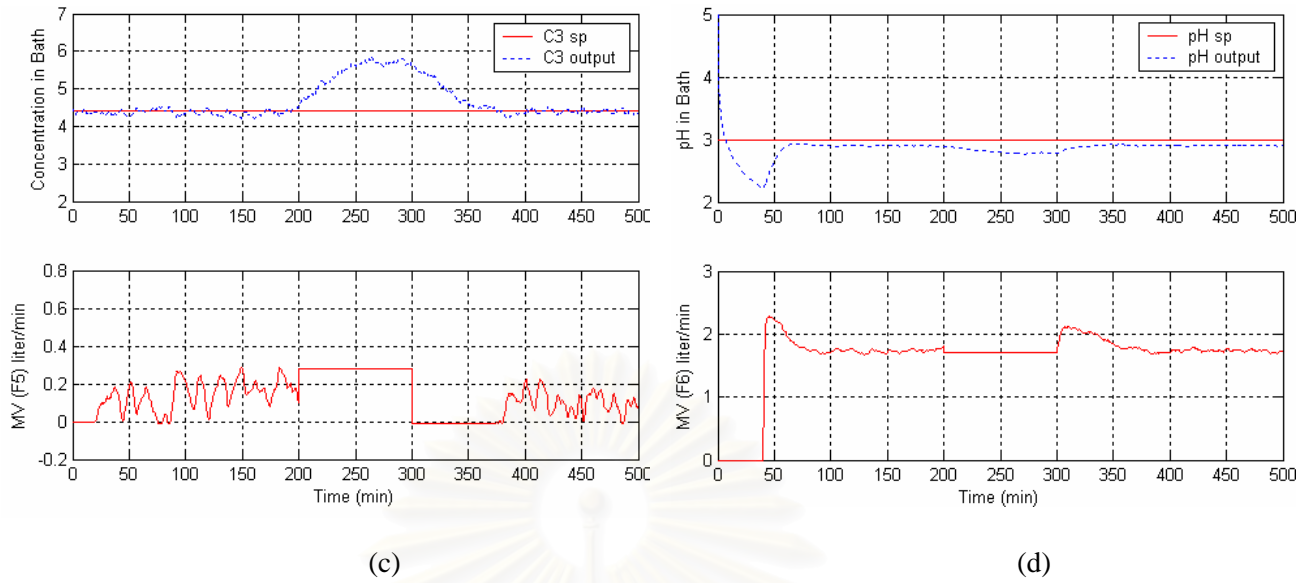 7
6
5
4
3
2
Concentration in Bath
C3 sp
C3 output
0 50 100 150 200 250 300 350 400 450 500
0.8
0.6
0.4
0.2
0
-0.2
MV (F5) liter/min
0 50 100 150 200 250 300 350 400 450 500
Time (min)
(c)
5
4
3
2
pH in Bath
pH sp
pH output
0 50 100 150 200 250 300 350 400 450 500
3
2
1
0
MV (F6) liter/min
0 50 100 150 200 250 300 350 400 450 500
Time (min)
(d)